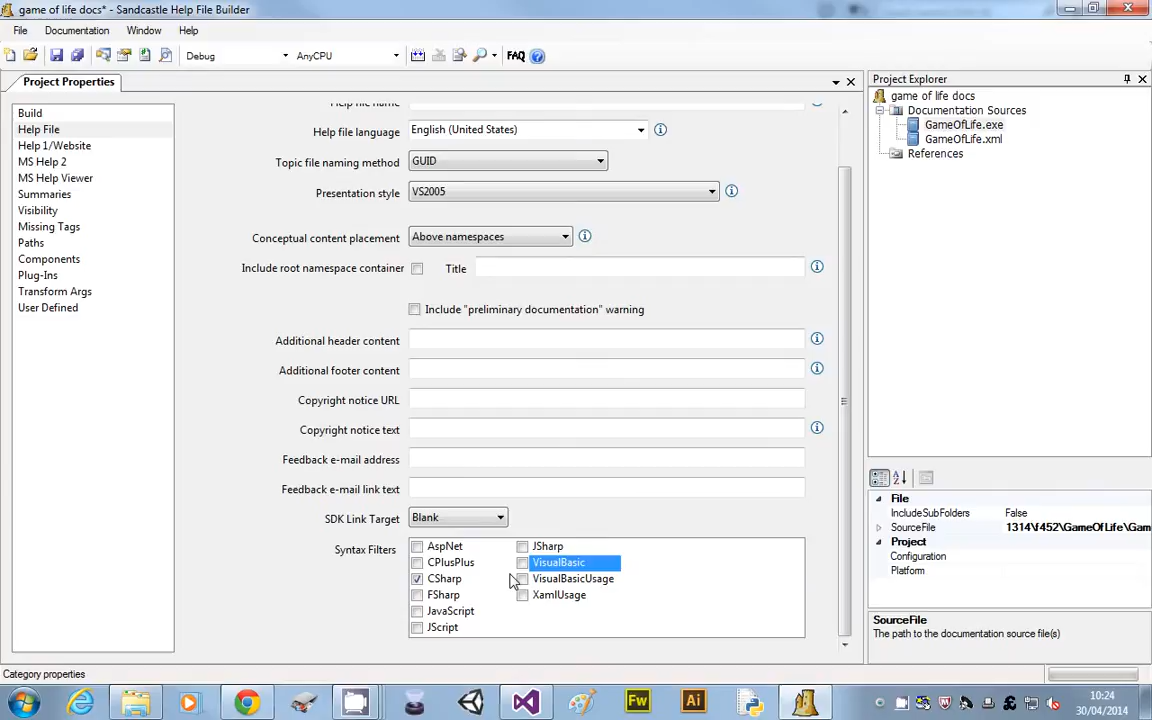 game of life docs* - Sandcastle Help File Builder
File Documentation Window Help
Debug AnyCPU FAQ
Project Properties
Build
Help File
Help 1/Website
MS Help 2
MS Help Viewer
Summaries
Visibility
Missing Tags
Paths
Components
Plug-Ins
Transform Args
User Defined
Help file name
Help file language English (United States)
Topic file naming method GUID
Presentation style VS2005
Conceptual content placement Above namespaces
Include root namespace container Title
Include "preliminary documentation" warning
Additional header content
Additional footer content
Copyright notice URL
Copyright notice text
Feedback e-mail address
Feedback e-mail link text
SDK Link Target Blank
Syntax Filters AspNet JSharp
CPlusPlus VisualBasic
CSharp VisualBasicUsage
FSharp XamlUsage
JavaScript
JScript
Project Explorer
game of life docs
Documentation Sources
GameOfLife.exe
GameOfLife.xml
References
File
IncludeSubFolders False
SourceFile 1314\f452\GameOfLife\Gam
Project
Configuration
Platform
SourceFile
The path to the documentation source file(s)
Category properties
Fw Ai
10:24
30/04/2014